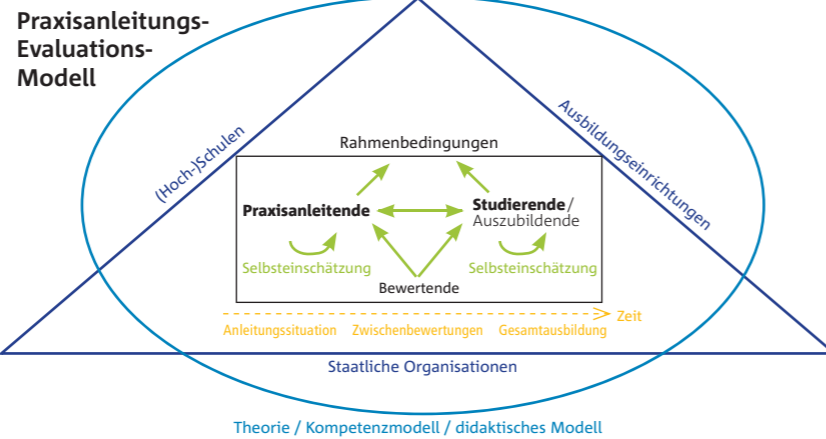 Praxisanleitungs-
Evaluations-
Modell
(Hoch-)Schulen
Ausbildungseinrichtungen
Rahmenbedingungen
Praxisanleitende
Studierende/
Auszubildende
Selbsteinschätzung
Selbsteinschätzung
Bewertende
Zeit
Anleitungssituation Zwischenbewertungen Gesamtausbildung
Staatliche Organisationen
Theorie / Kompetenzmodell / didaktisches Modell